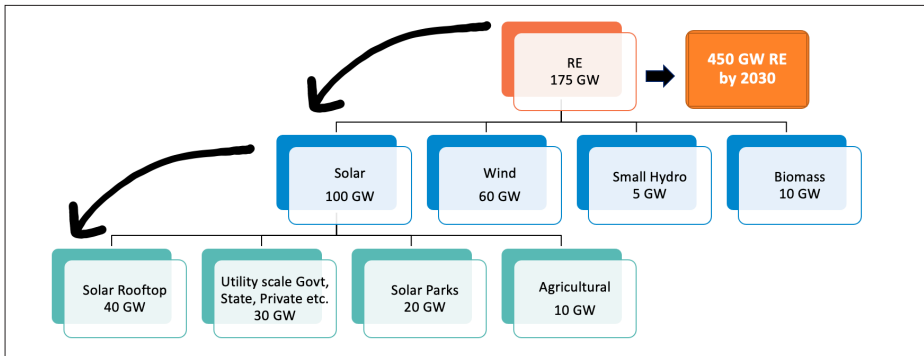 RE
175 GW
450 GW RE
by 2030
Solar
100 GW
Wind
60 GW
Small Hydro
5 GW
Biomass
10 GW
Solar Rooftop
40 GW
Utility scale Govt,
State, Private etc.
30 GW
Solar Parks
20 GW
Agricultural
10 GW